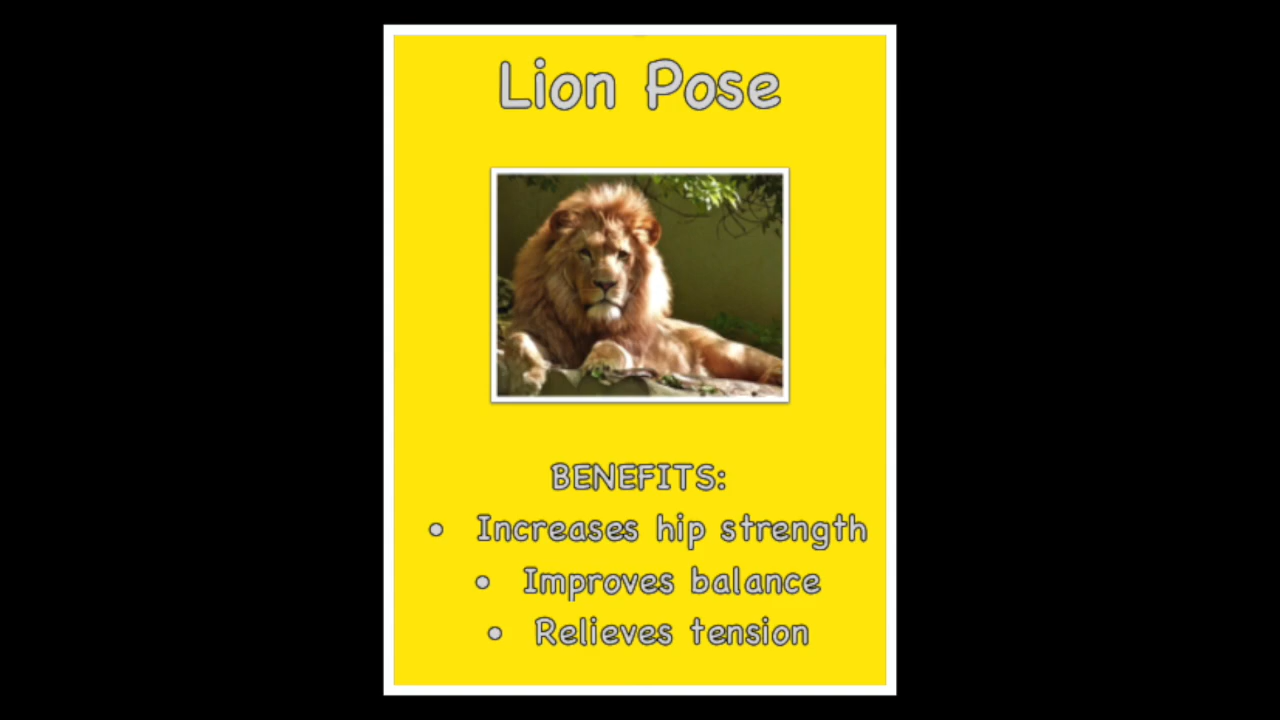 Lion Pose
BENEFITS:
• Increases hip strength
• Improves balance
• Relieves tension